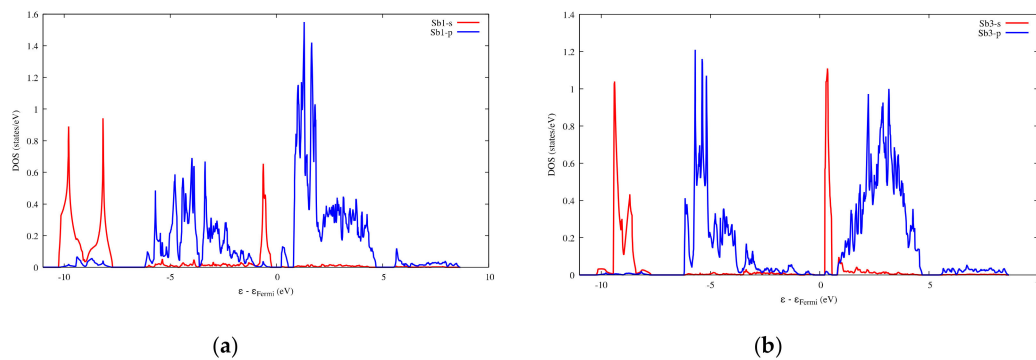 1.6
1.4
1.2
1
0.8
0.6
0.4
0.2
0
-10
-5
0
5
10
DOS (states/eV)
ε - εFermi (eV)
Sb1-s
Sb1-p
(a)
1.4
1.2
1
0.8
0.6
0.4
0.2
0
-10
-5
0
5
DOS (states/eV)
ε - εFermi (eV)
Sb3-s
Sb3-p
(b)